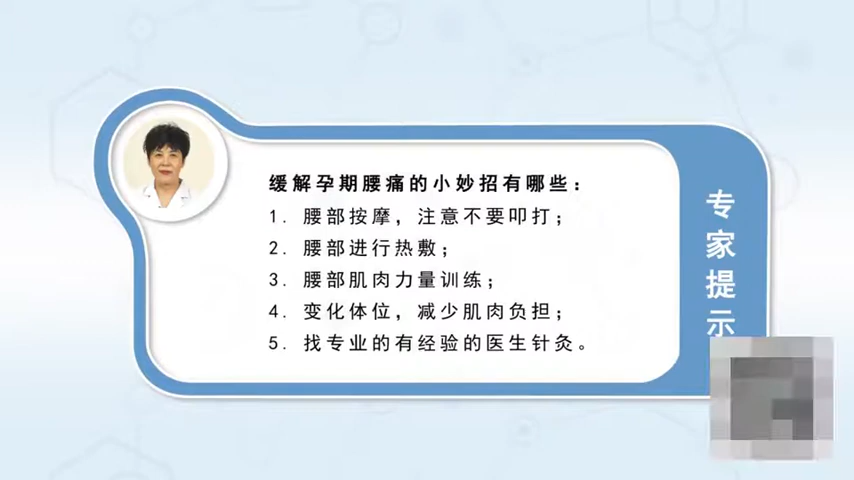 缓解孕期腰痛的小妙招有哪些：
1. 腰部按摩，注意不要叩打；
2. 腰部进行热敷；
3. 腰部肌肉力量训练；
4. 变化体位，减少肌肉负担；
5. 找专业的有经验的医生针灸。
专家提示